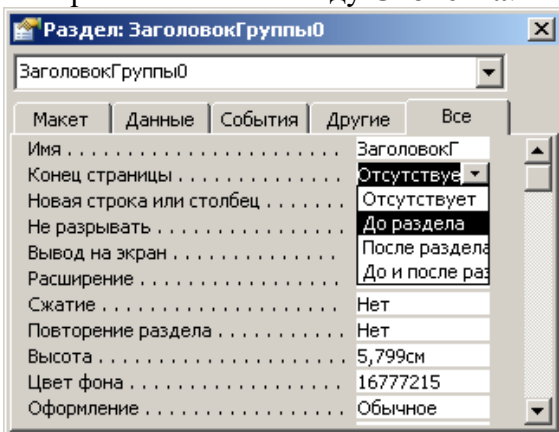 Раздел: ЗаголовокГруппы0
ЗаголовокГруппы0
Макет Данные События Другие Все
Имя . . . . . . . . . . . . . . . . . . . . . . . ЗаголовокГ
Конец страницы . . . . . . . . . . . . . Отсутствуе
Новая строка или столбец . . . . . . . Отсутствует
Не разрывать . . . . . . . . . . . . . . . До раздела
Вывод на экран . . . . . . . . . . . . . . После раздела
Расширение . . . . . . . . . . . . . . . . До и после раз
Сжатие . . . . . . . . . . . . . . . . . . . . Нет
Повторение раздела . . . . . . . . . . Нет
Высота . . . . . . . . . . . . . . . . . . . . 5,799см
Цвет фона . . . . . . . . . . . . . . . . . 16777215
Оформление . . . . . . . . . . . . . . . . Обычное